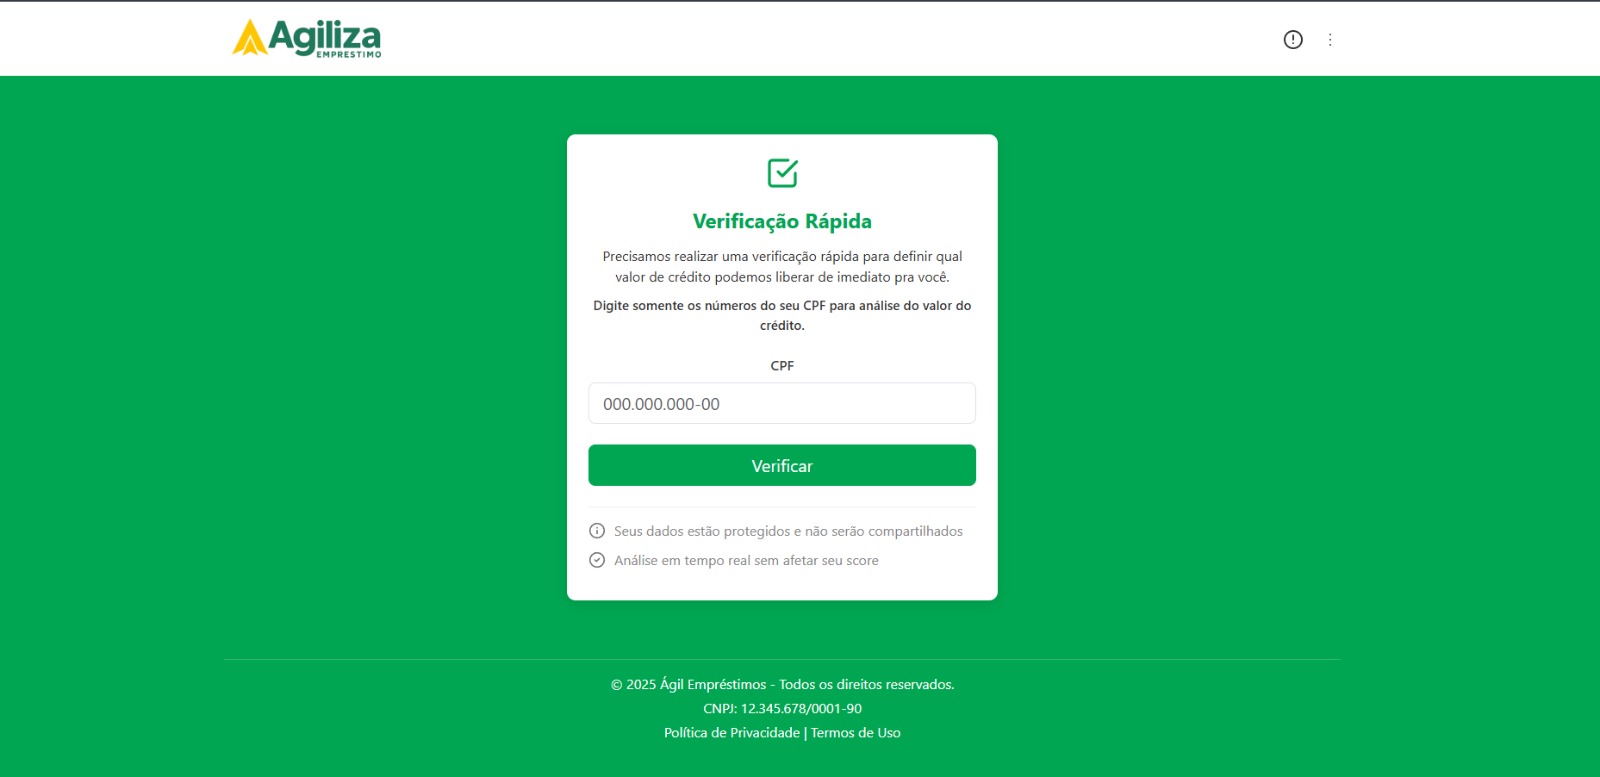 Agiliza
EMPRESTIMO
Verificação Rápida
Precisamos realizar uma verificação rápida para definir qual
valor de crédito podemos liberar de imediato pra você.
Digite somente os números do seu CPF para análise do valor do
crédito.
CPF
000.000.000-00
Verificar
Seus dados estão protegidos e não serão compartilhados
Análise em tempo real sem afetar seu score
© 2025 Ágil Empréstimos - Todos os direitos reservados.
CNPJ: 12.345.678/0001-90
Política de Privacidade | Termos de Uso